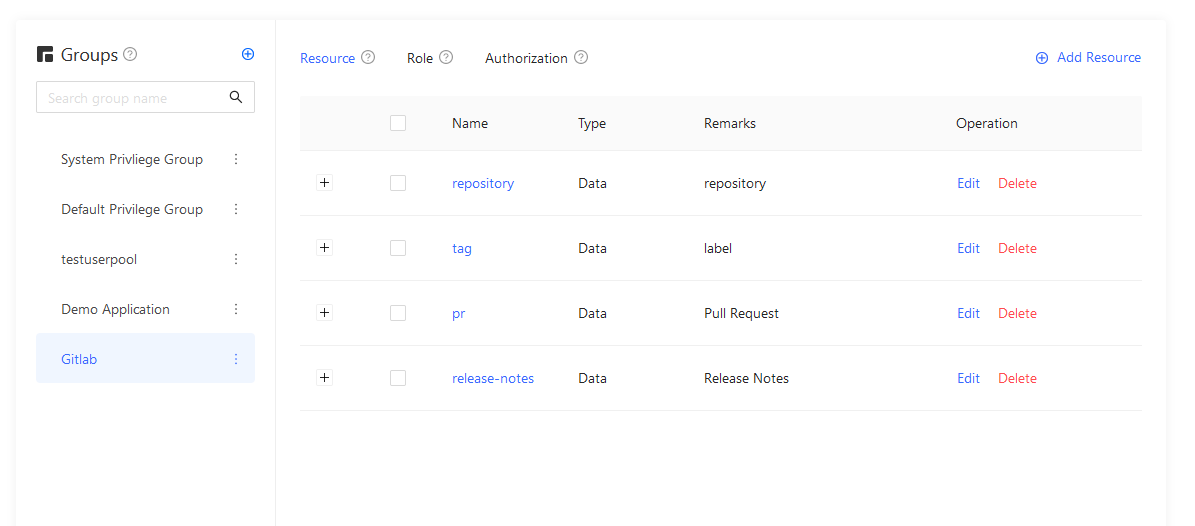 Groups
Search group name
System Privliege Group
Default Privilege Group
testuserpool
Demo Application
Gitlab
Resource Role Authorization Add Resource
Name Type Remarks Operation
repository Data repository Edit Delete
tag Data label Edit Delete
pr Data Pull Request Edit Delete
release-notes Data Release Notes Edit Delete